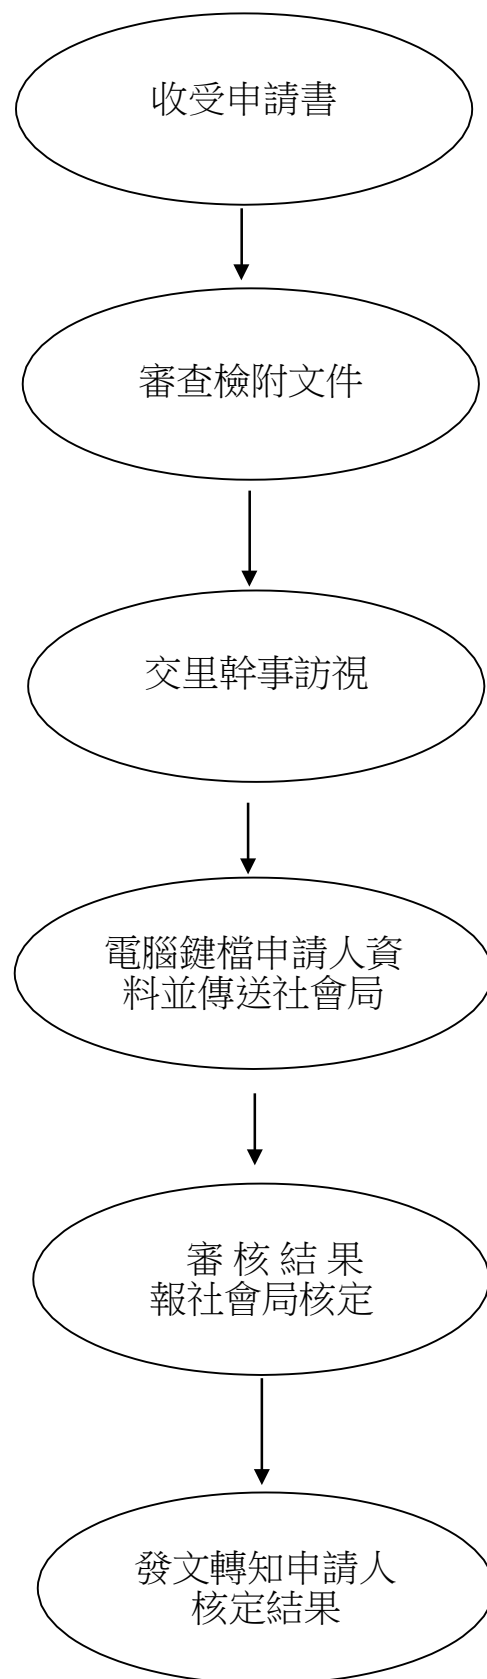 收受申請書
審查檢附文件
交里幹事訪視
電腦鍵檔申請人資
料並傳送社會局
審 核 結 果
報社會局核定
發文轉知申請人
核定結果